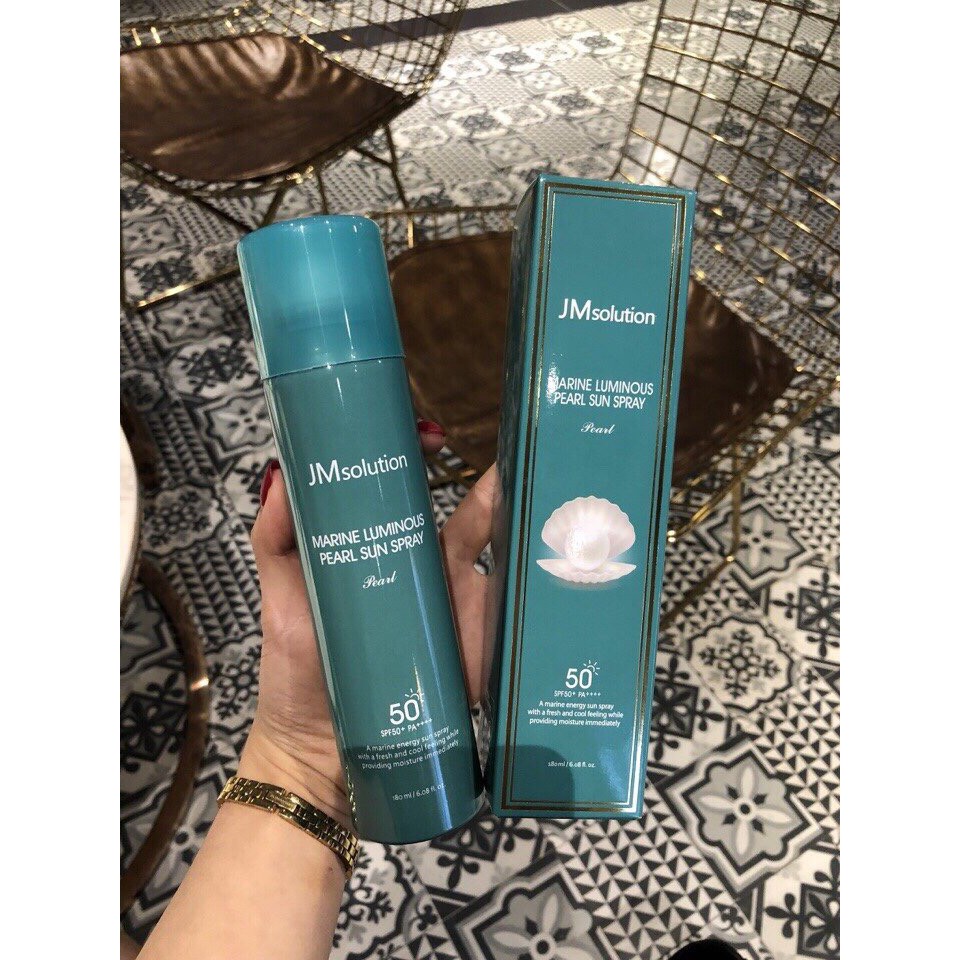 JMsolution
MARINE LUMINOUS
PEARL SUN SPRAY
Pearl
50
SPF50+ PA++++
A marine energy sun spray
with a fresh and cool feeling while
providing moisture immediately
180 ml / 6.08 fl. oz.
JMsolution
MARINE LUMINOUS
PEARL SUN SPRAY
Pearl
50
SPF50+ PA++++
A marine energy sun spray
with a fresh and cool feeling while
providing moisture immediately
180 ml / 6.08 fl. oz.